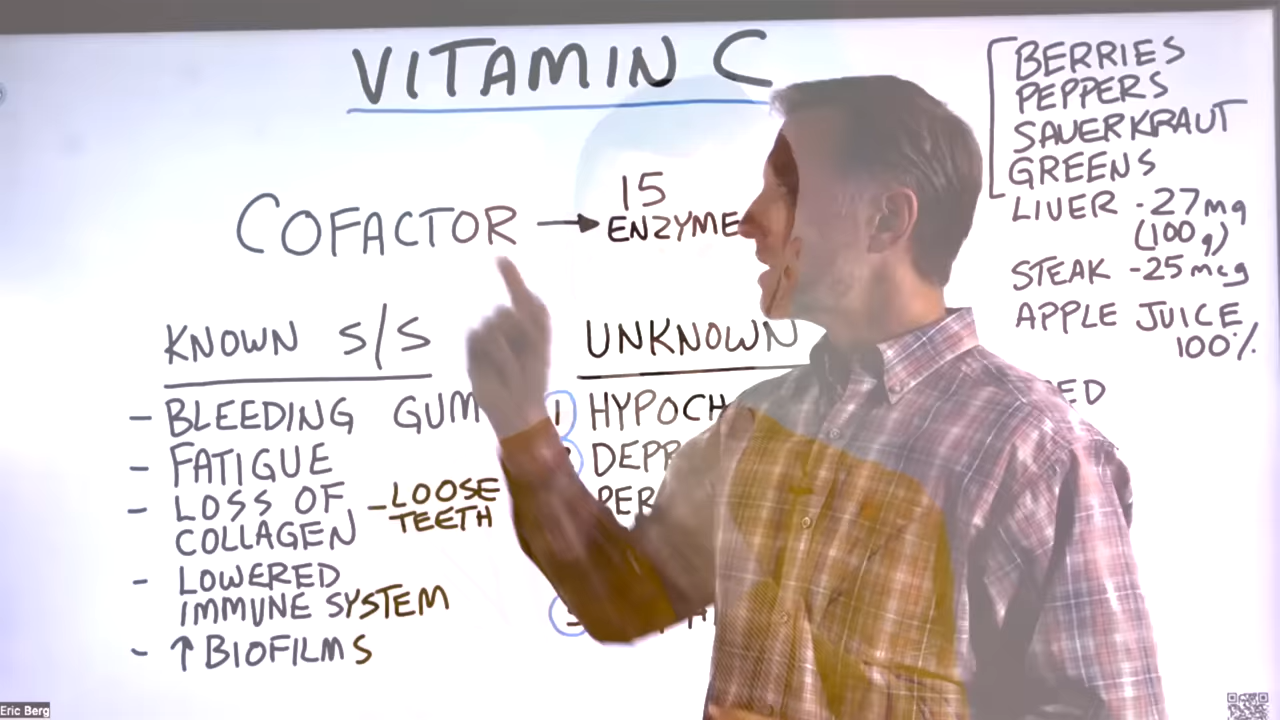 VITAMIN C
COFACTOR → 15
ENZYME
KNOWN S/S
- BLEEDING GUM
- FATIGUE
- LOSS OF
COLLAGEN
- LOOSE
TEETH
- LOWERED
IMMUNE SYSTEM
- ↑ BIOFILMS
UNKNOWN
1 HYPOCH
DEPR
PER
BERRIES
PEPPERS
SAUERKRAUT
GREENS
LIVER - 27mg
(100g)
STEAK - 25mcg
APPLE JUICE
100%
ED
Eric Berg